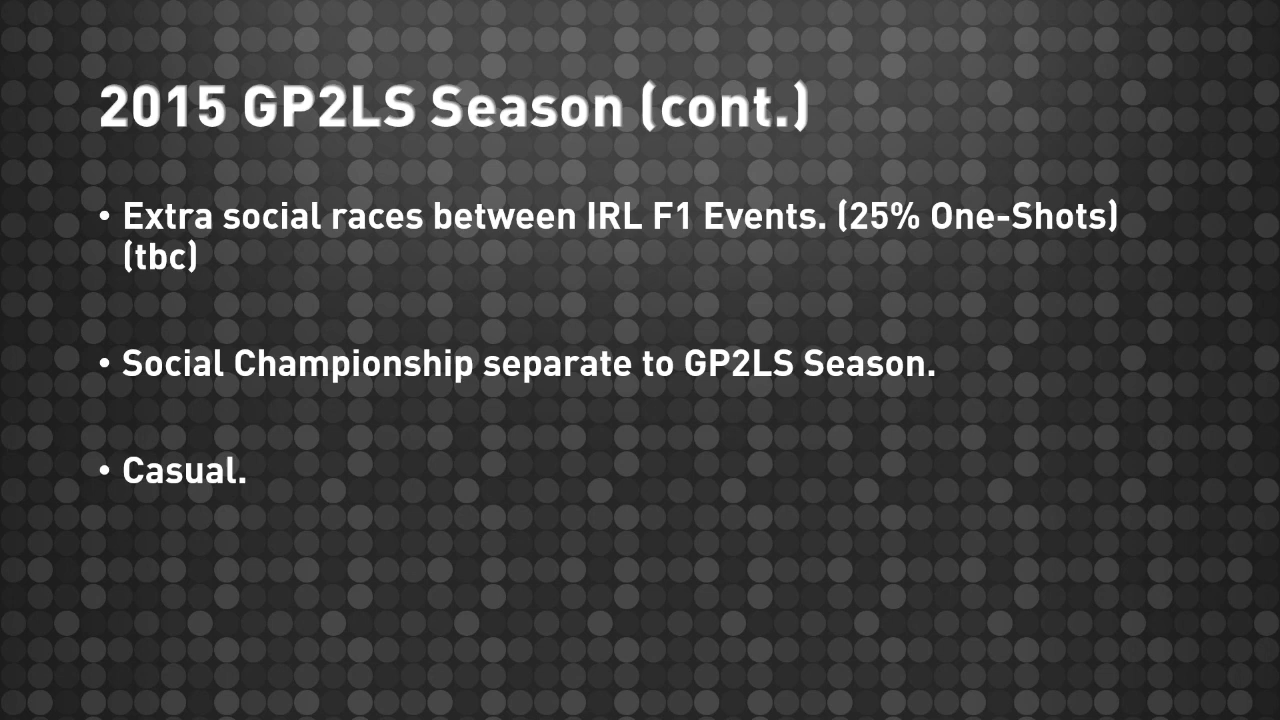 2015 GP2LS Season (cont.)
• Extra social races between IRL F1 Events. (25% One-Shots)
(tbc)
• Social Championship separate to GP2LS Season.
• Casual.